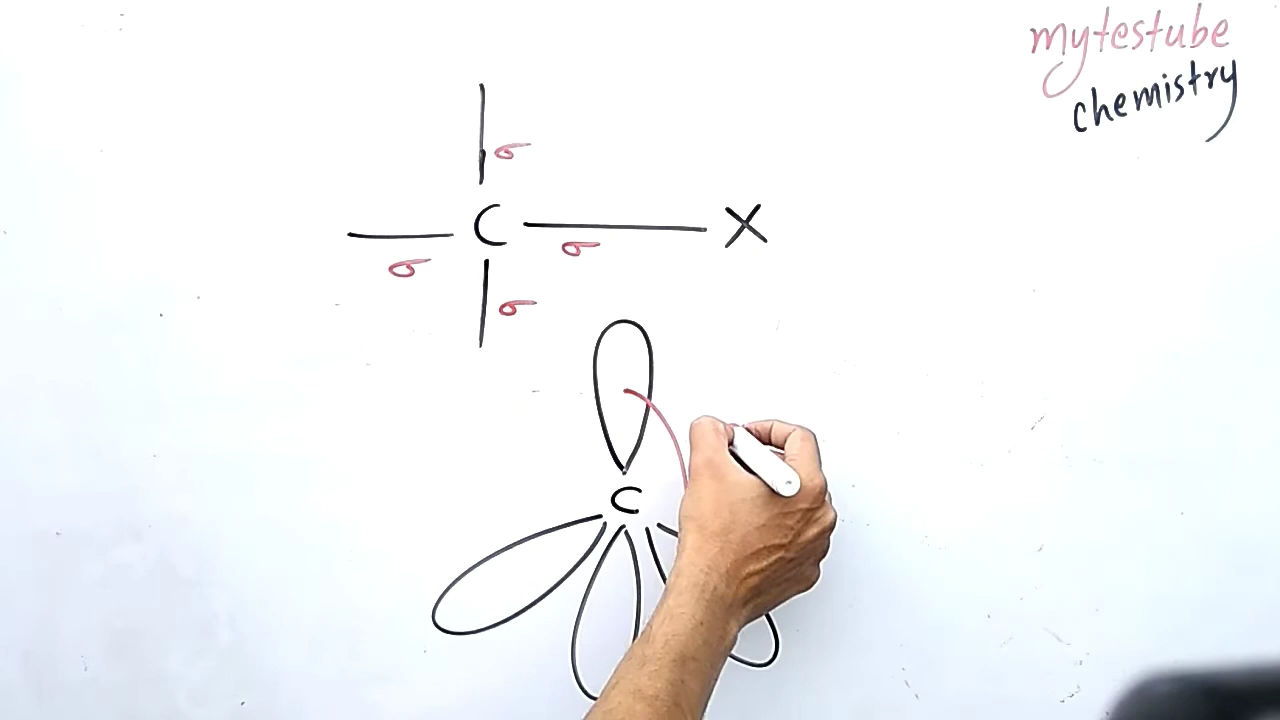 mytestube
chemistry
σ
C X
σ
σ
σ
C